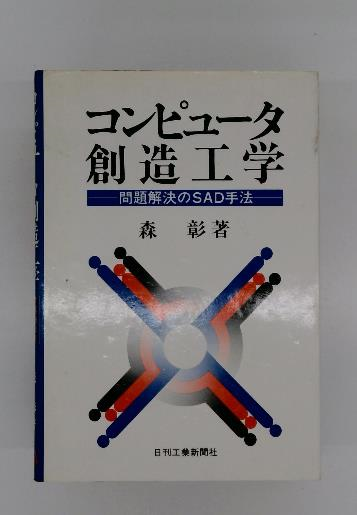 コンピュータ
創造工学
問題解決のSAD手法
森 彰著
日刊工業新聞社